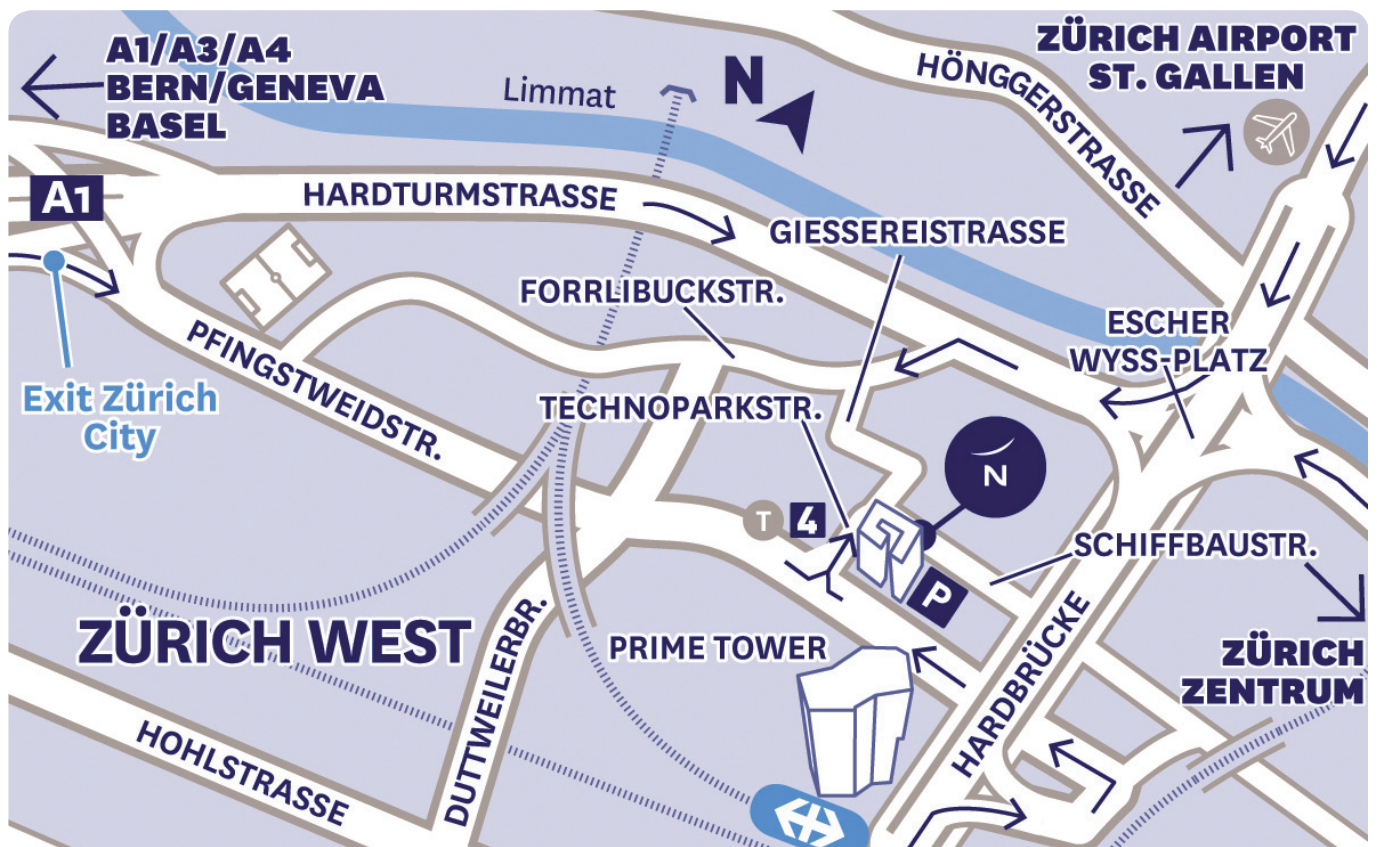 A1/A3/A4
BERN/GENEVA
BASEL
Limmat
N
HÖNGGERSTRASSE
ZÜRICH AIRPORT
ST. GALLEN
A1
HARDTURMSTRASSE
GIESSEREISTRASSE
FORRLIBUCKSTR.
ESCHER
WYSS-PLATZ
PFINGSTWEIDSTR.
Exit Zürich
City
TECHNOPARKSTR.
N
T
4
SCHIFFBAUSTR.
P
ZÜRICH WEST
DUTTWEILERBR.
PRIME TOWER
HARDBRÜCKE
ZÜRICH
ZENTRUM
HOHLSTRASSE